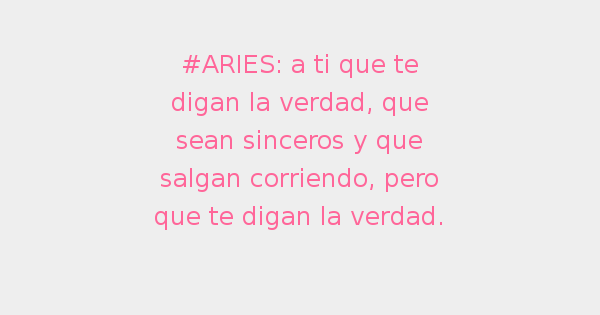 #ARIES: a ti que te
digan la verdad, que
sean sinceros y que
salgan corriendo, pero
que te digan la verdad.